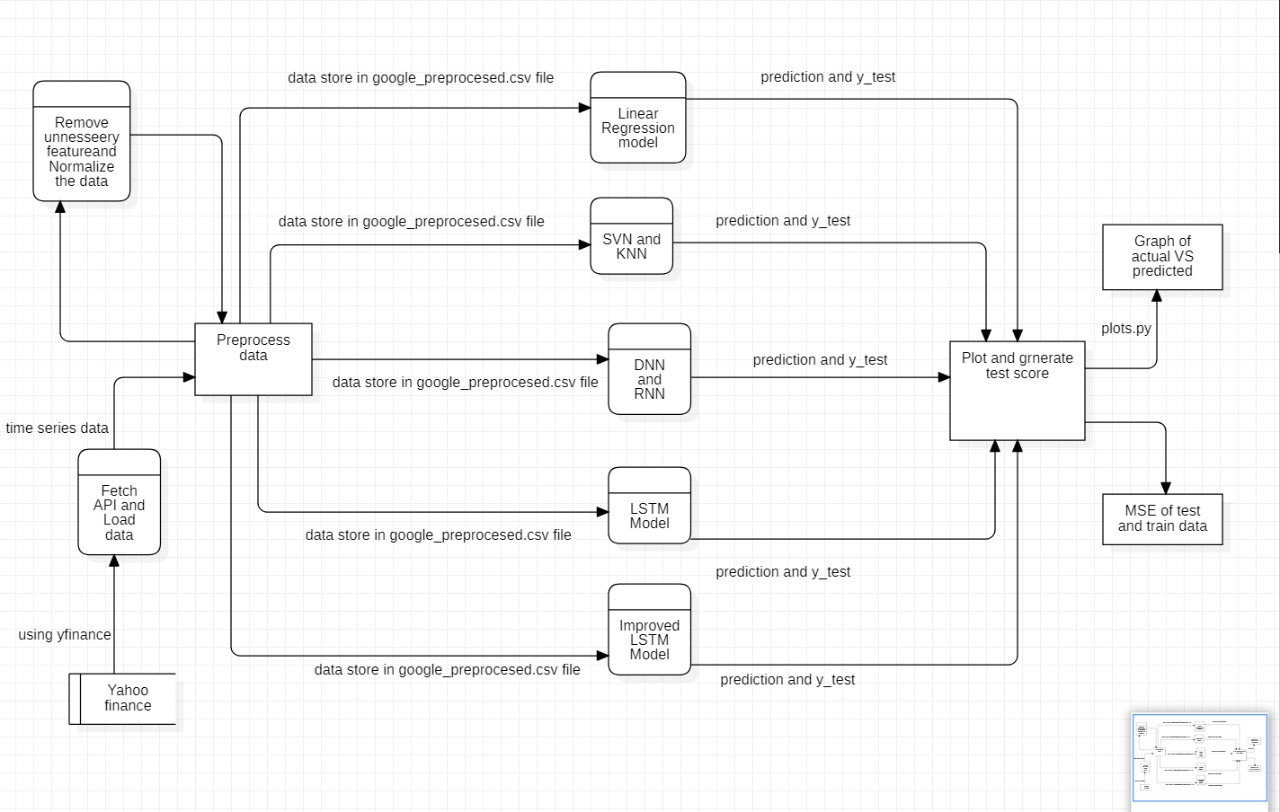 data store in google_preprocesed.csv file
prediction and y_test
Remove
unnesseery
featureand
Normalize
the data
Linear
Regression
model
data store in google_preprocesed.csv file
prediction and y_test
SVN and
KNN
Graph of
actual VS
predicted
plots.py
Preprocess
data
DNN
and
RNN
prediction and y_test
Plot and grnerate
test score
data store in google_preprocesed.csv file
time series data
Fetch
API and
Load
data
LSTM
Model
MSE of test
and train data
data store in google_preprocesed.csv file
prediction and y_test
using yfinance
Improved
LSTM
Model
data store in google_preprocesed.csv file
prediction and y_test
Yahoo
finance